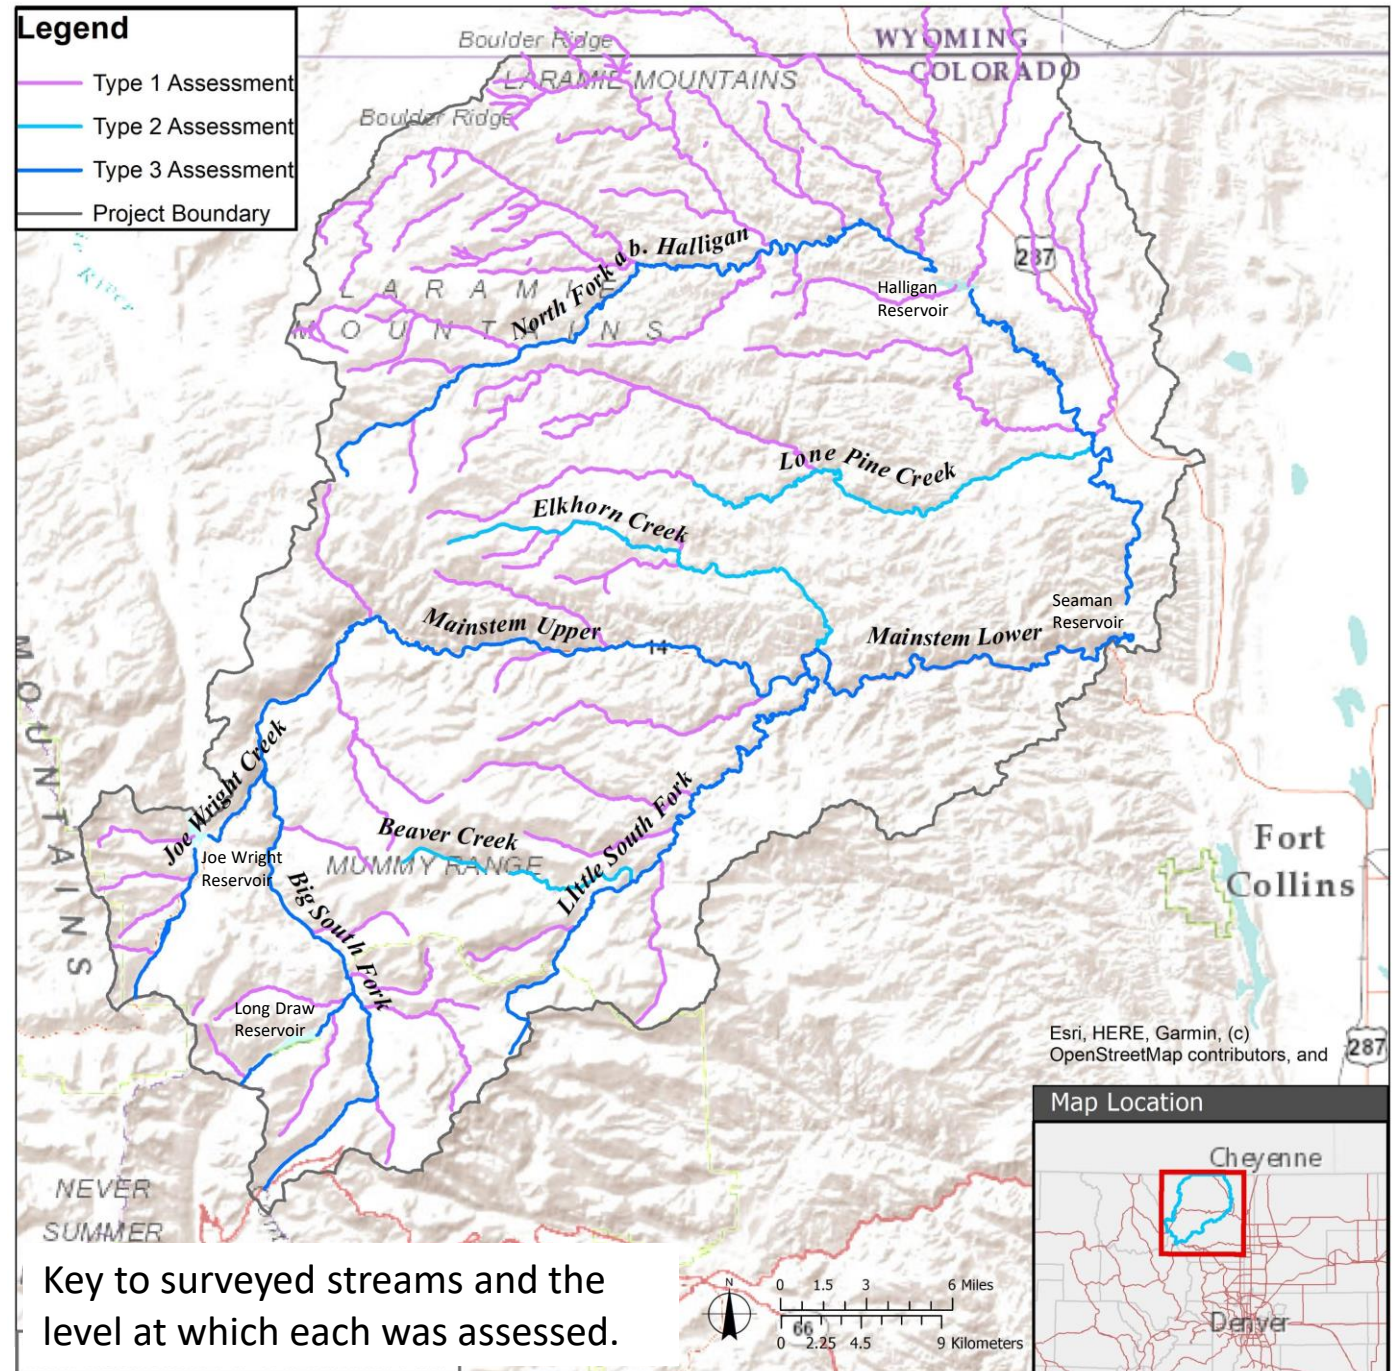 Legend
Type 1 Assessment
Type 2 Assessment
Type 3 Assessment
Project Boundary
Boulder Ridge
WYOMING
COLORADO
LARAMIE MOUNTAINS
Boulder Ridge
River
287
North Fork ab. Halligan
Halligan
Reservoir
LARAMIE
MOUNTAINS
Lone Pine Creek
Elkhorn Creek
Seaman
Reservoir
Mainstem Upper
14
Mainstem Lower
MOUNTAINS
Joe Wright Creek
Joe Wright
Reservoir
Beaver Creek
MUMMY RANGE
LIttle South Fork
Big South Fork
Fort
Collins
Long Draw
Reservoir
Esri, HERE, Garmin, (c)
OpenStreetMap contributors, and
287
NEVER
SUMMER
Key to surveyed streams and the
level at which each was assessed.
N
0 1.5 3 6 Miles
66
0 2.25 4.5 9 Kilometers
Map Location
Cheyenne
Denver